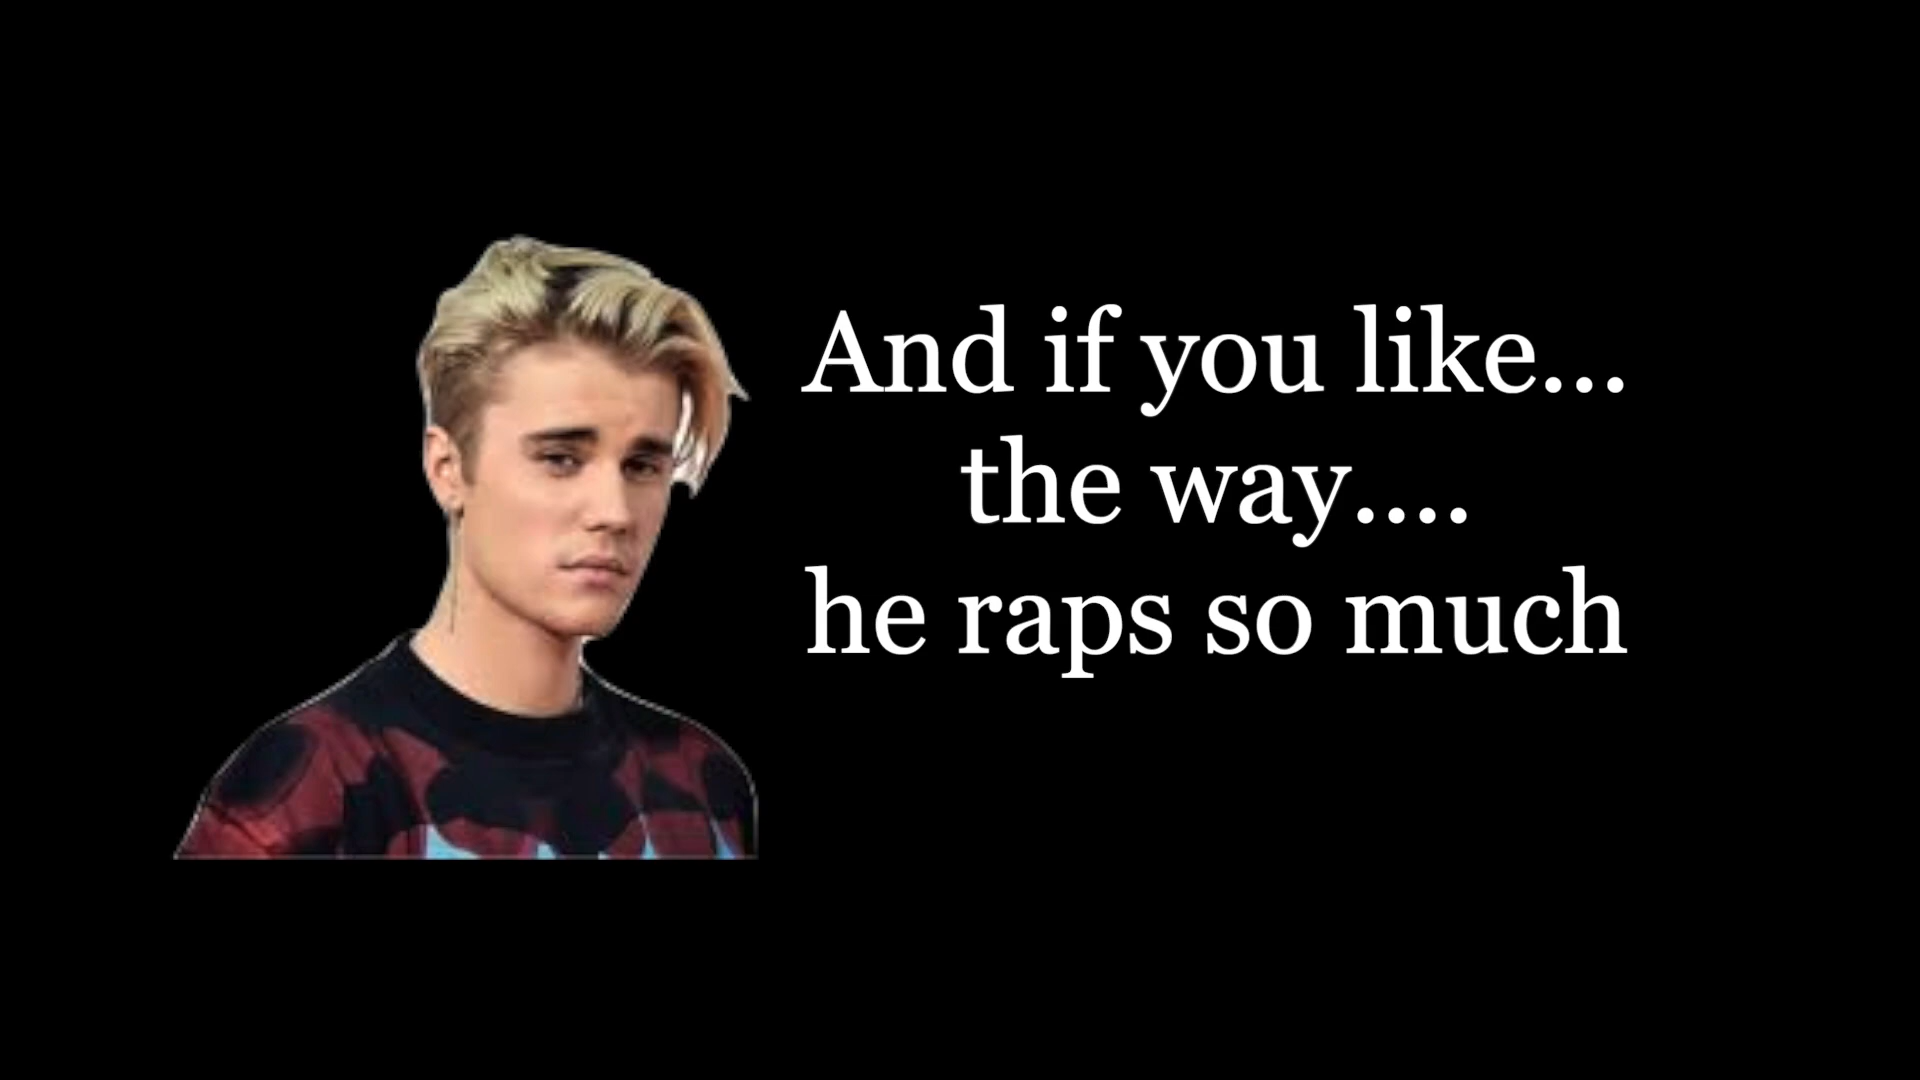 And if you like...
the way....
he raps so much